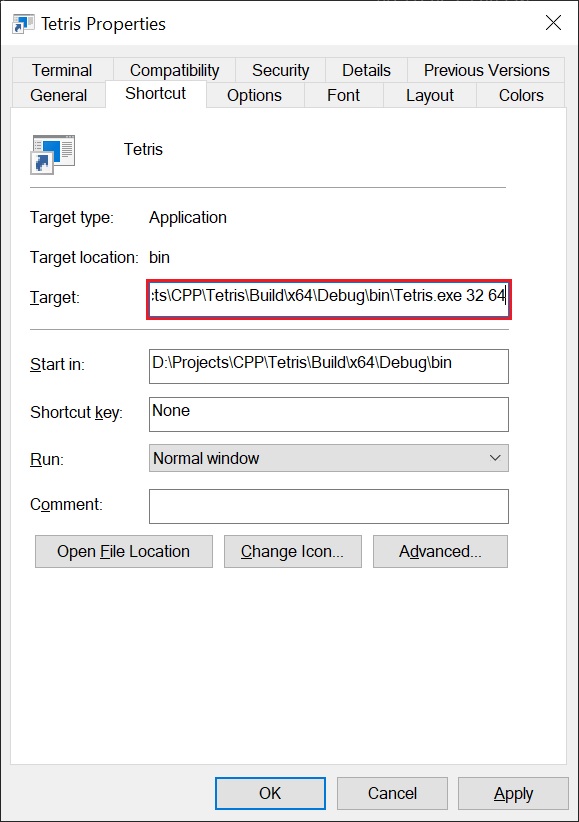 Tetris Properties
Terminal Compatibility Security Details Previous Versions
General Shortcut Options Font Layout Colors
Tetris
Target type: Application
Target location: bin
Target: :ts\CPP\Tetris\Build\x64\Debug\bin\Tetris.exe 32 64
Start in: D:\Projects\CPP\Tetris\Build\x64\Debug\bin
Shortcut key: None
Run: Normal window
Comment:
Open File Location Change Icon... Advanced...
OK Cancel Apply